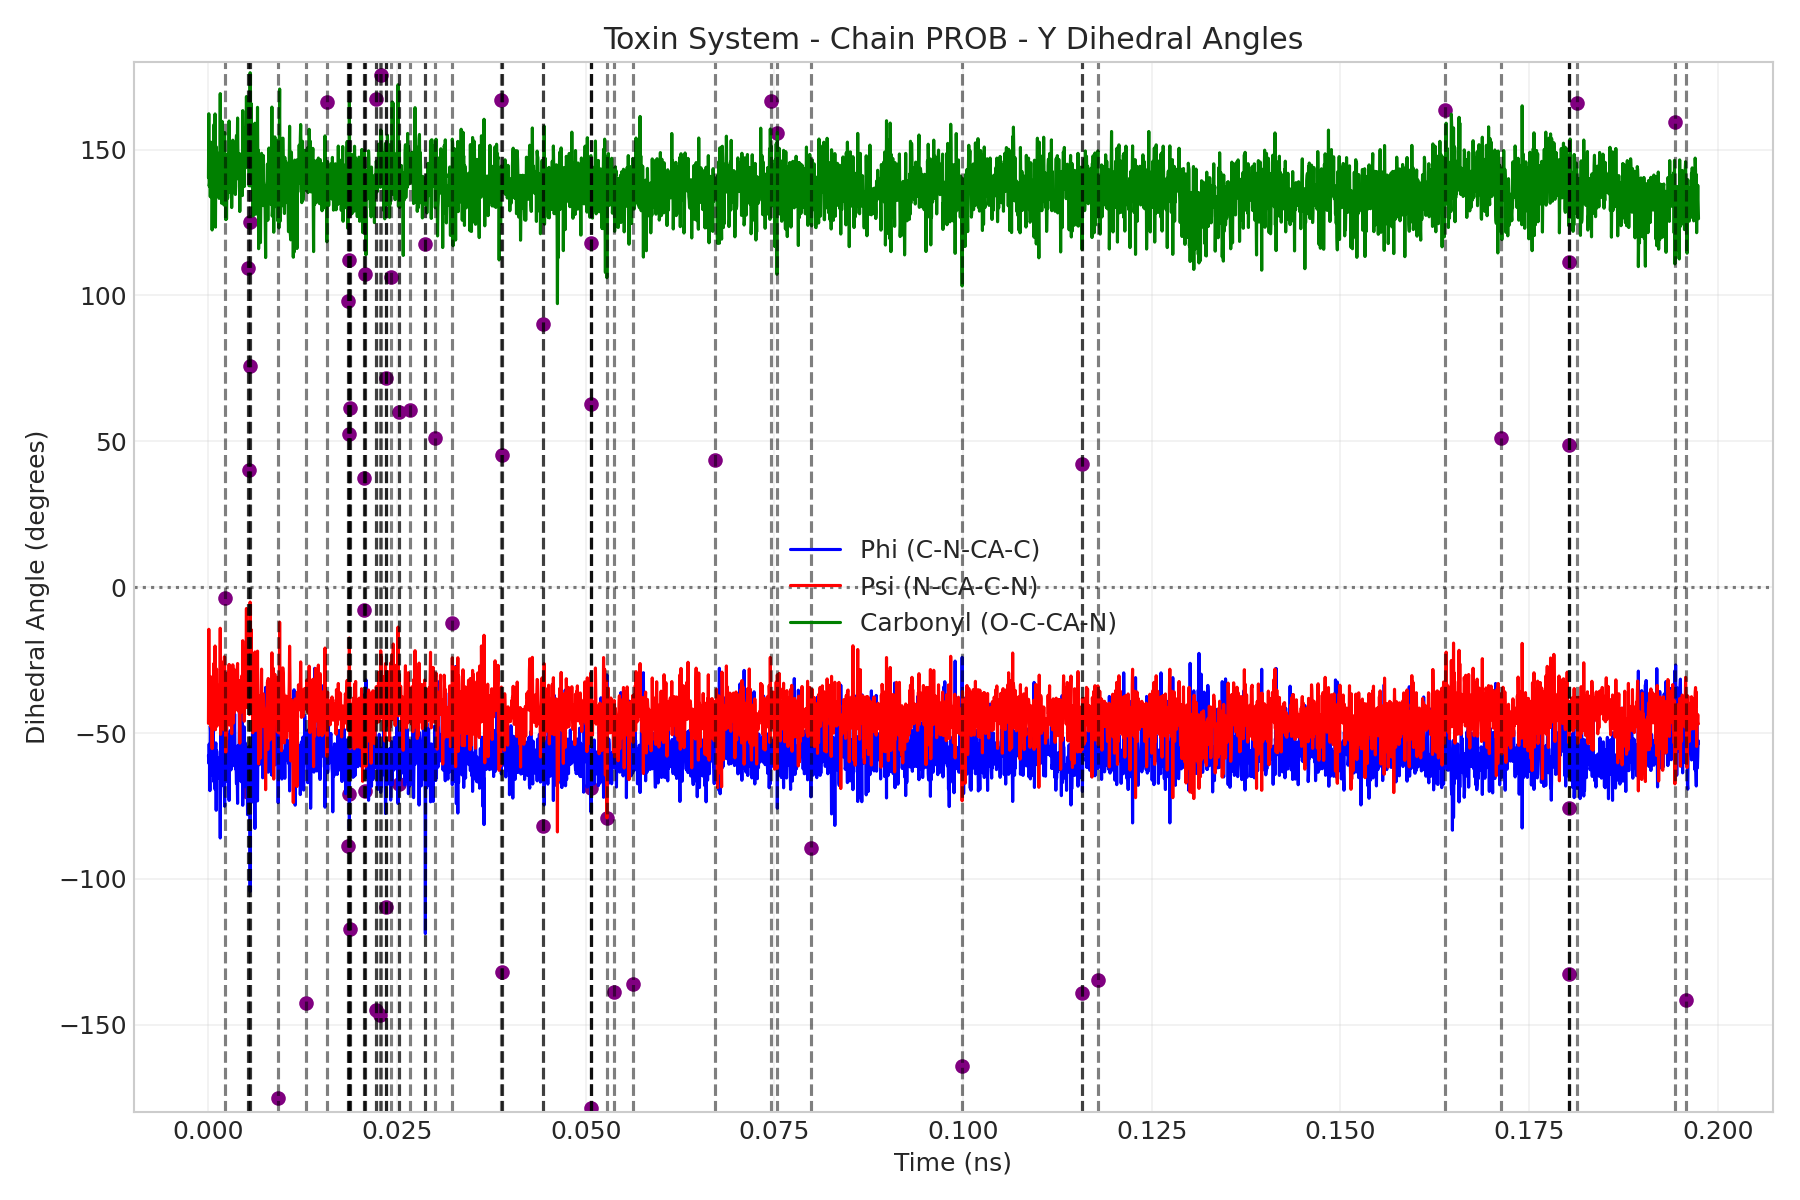 Toxin System - Chain PROB - Y Dihedral Angles
Dihedral Angle (degrees)
150
100
50
0
−50
−100
−150
Phi (C-N-CA-C)
Psi (N-CA-C-N)
Carbonyl (O-C-CA-N)
0.000 0.025 0.050 0.075 0.100 0.125 0.150 0.175 0.200
Time (ns)